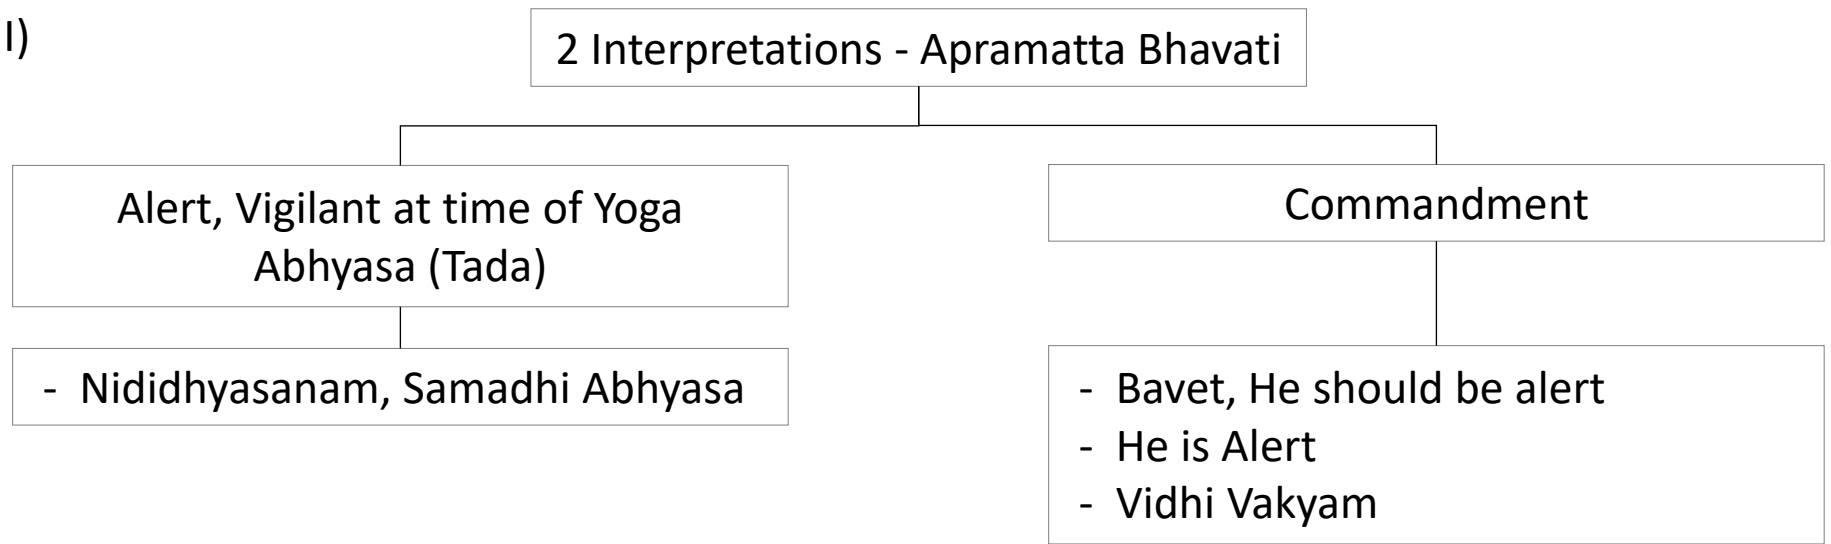 I)
2 Interpretations - Apramatta Bhavati
Alert, Vigilant at time of Yoga
Abhyasa (Tada)
- Nididhyasanam, Samadhi Abhyasa
Commandment
- Bavet, He should be alert
- He is Alert
- Vidhi Vakyam